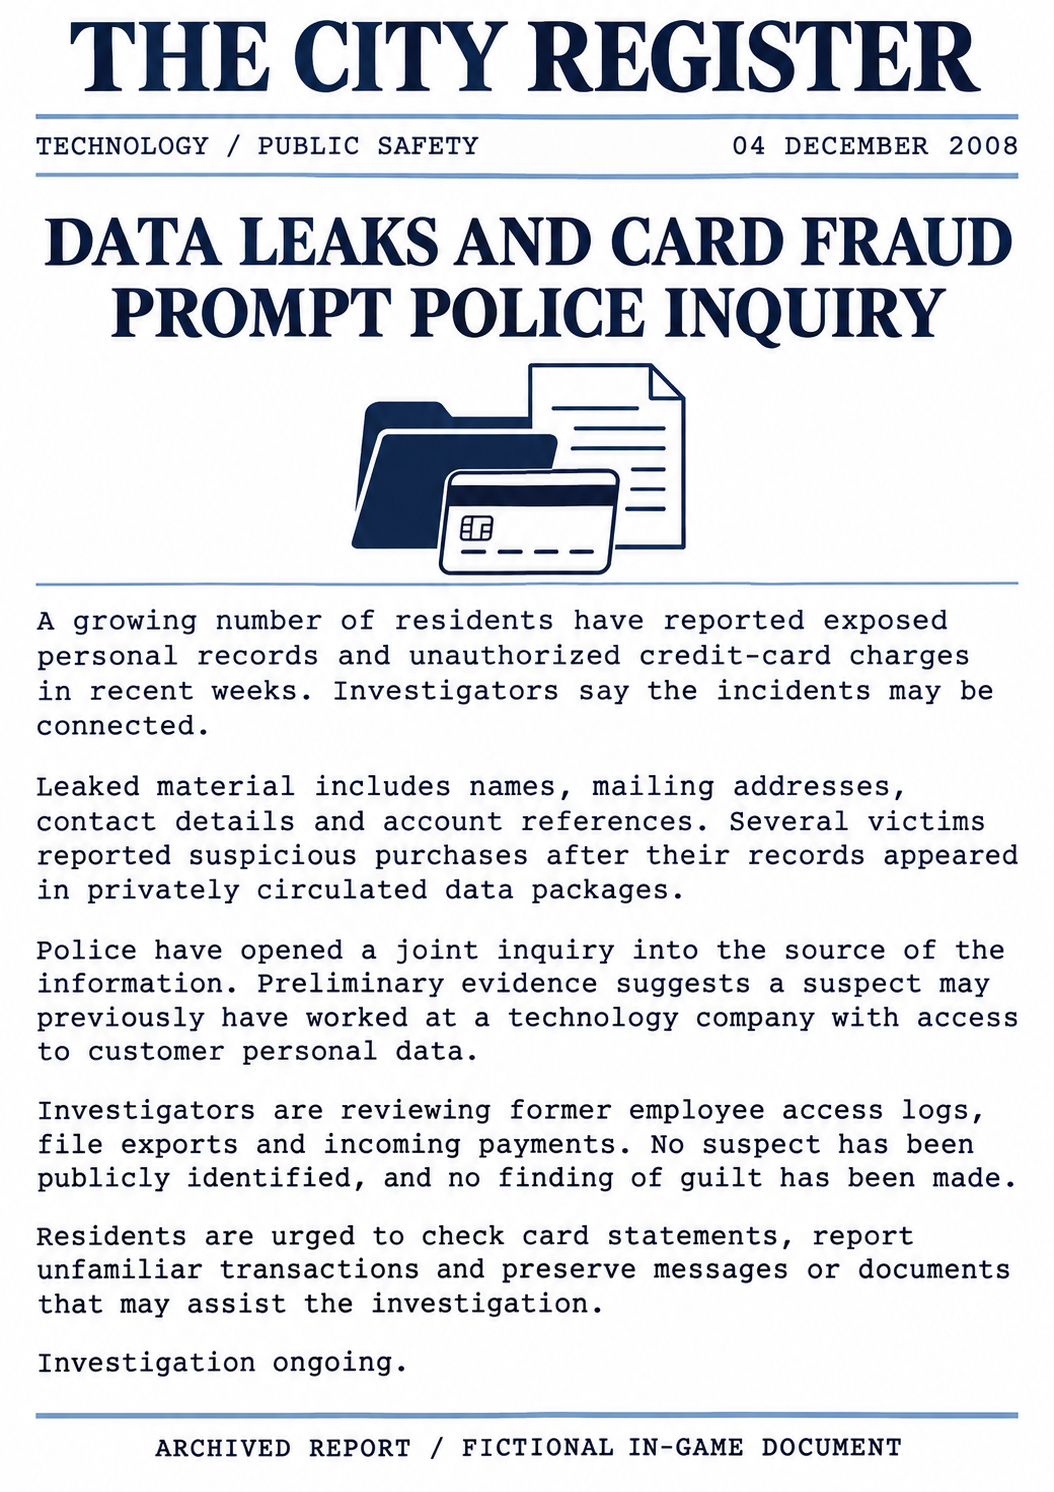 THE CITY REGISTER
TECHNOLOGY / PUBLIC SAFETY 04 DECEMBER 2008
DATA LEAKS AND CARD FRAUD
PROMPT POLICE INQUIRY
A growing number of residents have reported exposed
personal records and unauthorized credit-card charges
in recent weeks. Investigators say the incidents may be
connected.
Leaked material includes names, mailing addresses,
contact details and account references. Several victims
reported suspicious purchases after their records appeared
in privately circulated data packages.
Police have opened a joint inquiry into the source of the
information. Preliminary evidence suggests a suspect may
previously have worked at a technology company with access
to customer personal data.
Investigators are reviewing former employee access logs,
file exports and incoming payments. No suspect has been
publicly identified, and no finding of guilt has been made.
Residents are urged to check card statements, report
unfamiliar transactions and preserve messages or documents
that may assist the investigation.
Investigation ongoing.
ARCHIVED REPORT / FICTIONAL IN-GAME DOCUMENT